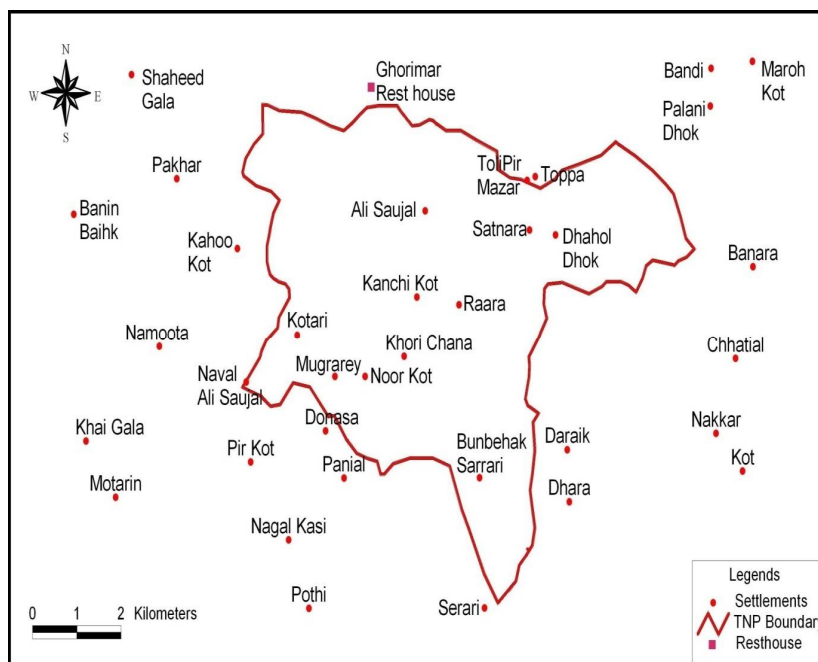 N
W E
S
Shaheed
Gala
Ghorimar
Rest house
Bandi
Maroh
Kot
Palani
Dhok
Pakhar
ToliPir
Mazar
Toppa
Banin
Baihk
Ali Saujal
Satnara
Dhahol
Dhok
Kahoo
Kot
Banara
Kanchi Kot
Raara
Kotari
Namoota
Khori Chana
Chhatial
Mugrarey
Noor Kot
Naval
Ali Saujal
Donasa
Khai Gala
Pir Kot
Bunbehak
Sarrari
Daraik
Nakkar
Kot
Panial
Motarin
Dhara
Nagal Kasi
Pothi
Serari
0 1 2 Kilometers
Legends
Settlements
TNP Boundary
Resthouse